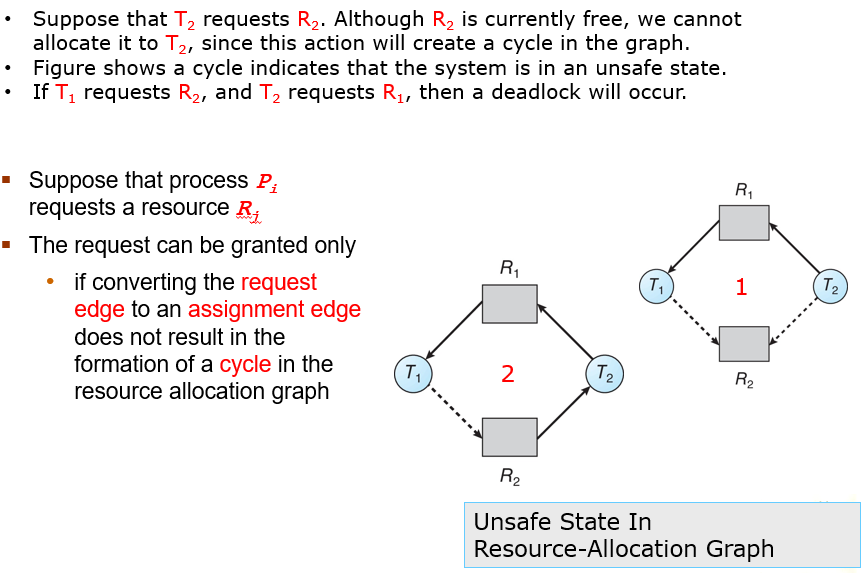 • Suppose that T₂ requests R₂. Although R₂ is currently free, we cannot
allocate it to T₂, since this action will create a cycle in the graph.
• Figure shows a cycle indicates that the system is in an unsafe state.
• If T₁ requests R₂, and T₂ requests R₁, then a deadlock will occur.
▪ Suppose that process Pᵢ
requests a resource Rⱼ
▪ The request can be granted only
• if converting the request
edge to an assignment edge
does not result in the
formation of a cycle in the
resource allocation graph
R₁
T₁
2
T₂
R₂
R₁
T₁
1
T₂
R₂
Unsafe State In
Resource-Allocation Graph